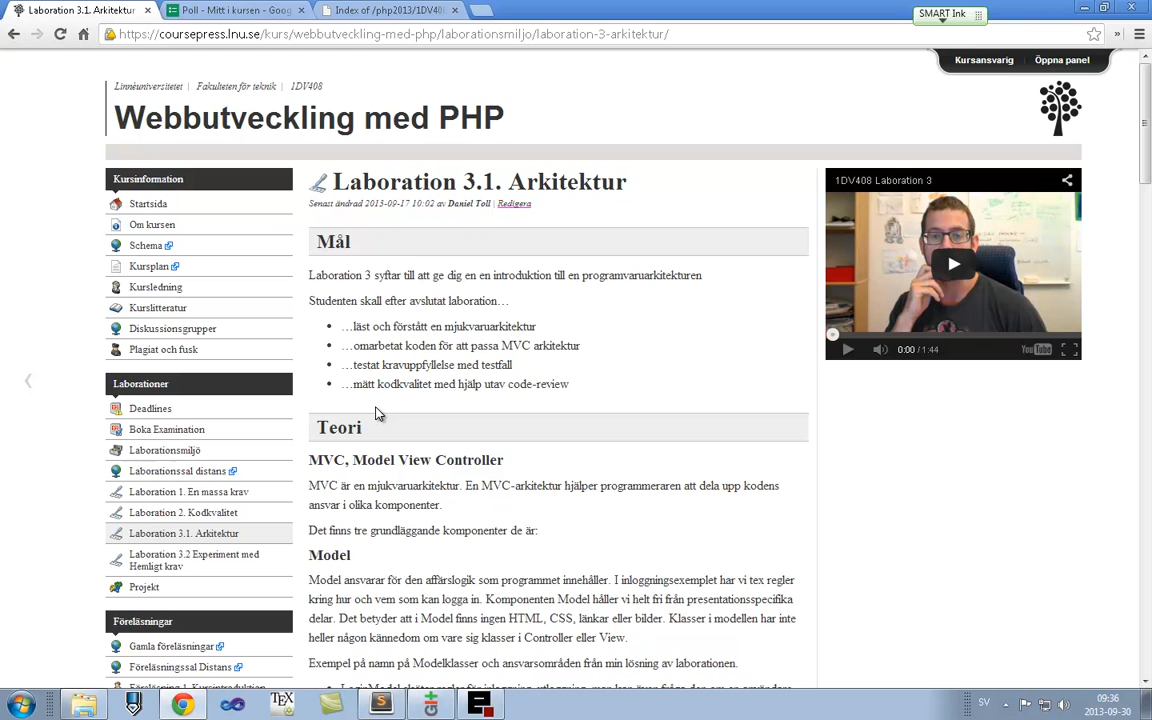 Laboration 3.1. Arkitektur
Poll - Mitt i kursen - Goog
Index of /php2013/1DV408
SMART Ink
https://coursepress.lnu.se/kurs/webbutveckling-med-php/laborationsmiljo/laboration-3-arkitektur/
Kursansvarig
Öppna panel
Linnéuniversitetet | Fakulteten för teknik | 1DV408
Webbutveckling med PHP
Kursinformation
Startsida
Om kursen
Schema
Kursplan
Kursledning
Kurslitteratur
Diskussionsgrupper
Plagiat och fusk
Laborationer
Deadlines
Boka Examination
Laborationsmiljö
Laborationssal distans
Laboration 1. En massa krav
Laboration 2. Kodkvalitet
Laboration 3.1. Arkitektur
Laboration 3.2 Experiment med
Hemligt krav
Projekt
Föreläsningar
Gamla föreläsningar
Föreläsningssal Distans
Föreläsning 1. Kursintroduktion
Laboration 3.1. Arkitektur
Senast ändrad 2013-09-17 10:02 av Daniel Toll | Redigera
Mål
Laboration 3 syftar till att ge dig en en introduktion till en programvaruarkitekturen
Studenten skall efter avslutat laboration…
• …läst och förstått en mjukvaruarkitektur
• …omarbetat koden för att passa MVC arkitektur
• …testat kravuppfyllelse med testfall
• …mätt kodkvalitet med hjälp utav code-review
Teori
MVC, Model View Controller
MVC är en mjukvaruarkitektur. En MVC-arkitektur hjälper programmeraren att dela upp kodens
ansvar i olika komponenter.
Det finns tre grundläggande komponenter de är:
Model
Model ansvarar för den affärslogik som programmet innehåller. I inloggningsexemplet har vi tex regler
kring hur och vem som kan logga in. Komponenten Model håller vi helt fri från presentationsspecifika
delar. Det betyder att i Model finns ingen HTML, CSS, länkar eller bilder. Klasser i modellen har inte
heller någon kännedom om vare sig klasser i Controller eller View.
Exempel på namn på Modelklasser och ansvarsområden från min lösning av laborationen.
1DV408 Laboration 3
0:00 / 1:44
YouTube
TEX
SV
09:36
2013-09-30